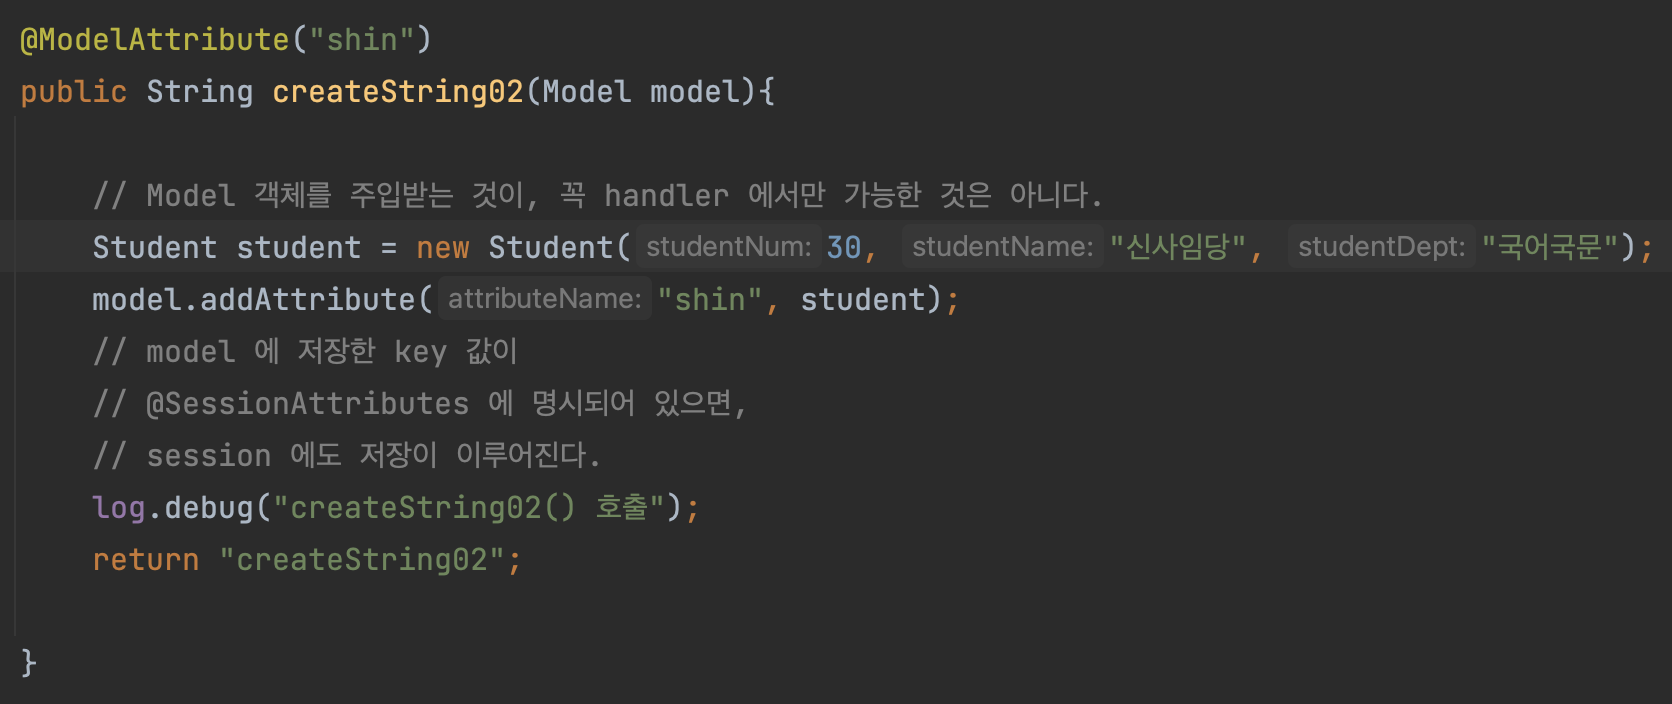 @ModelAttribute("shin")
public String createString02(Model model){
// Model 객체를 주입받는 것이, 꼭 handler 에서만 가능한 것은 아니다.
Student student = new Student( studentNum: 30, studentName: "신사임당", studentDept: "국어국문");
model.addAttribute( attributeName: "shin", student);
// model 에 저장한 key 값이
// @SessionAttributes 에 명시되어 있으면,
// session 에도 저장이 이루어진다.
log.debug("createString02() 호출");
return "createString02";
}